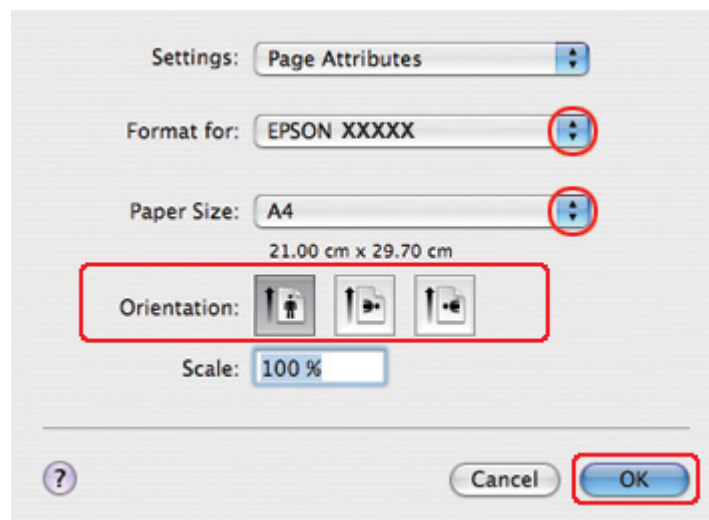 Settings: Page Attributes
Format for: EPSON XXXXX
Paper Size: A4
21.00 cm x 29.70 cm
Orientation:
Scale: 100 %
? Cancel OK